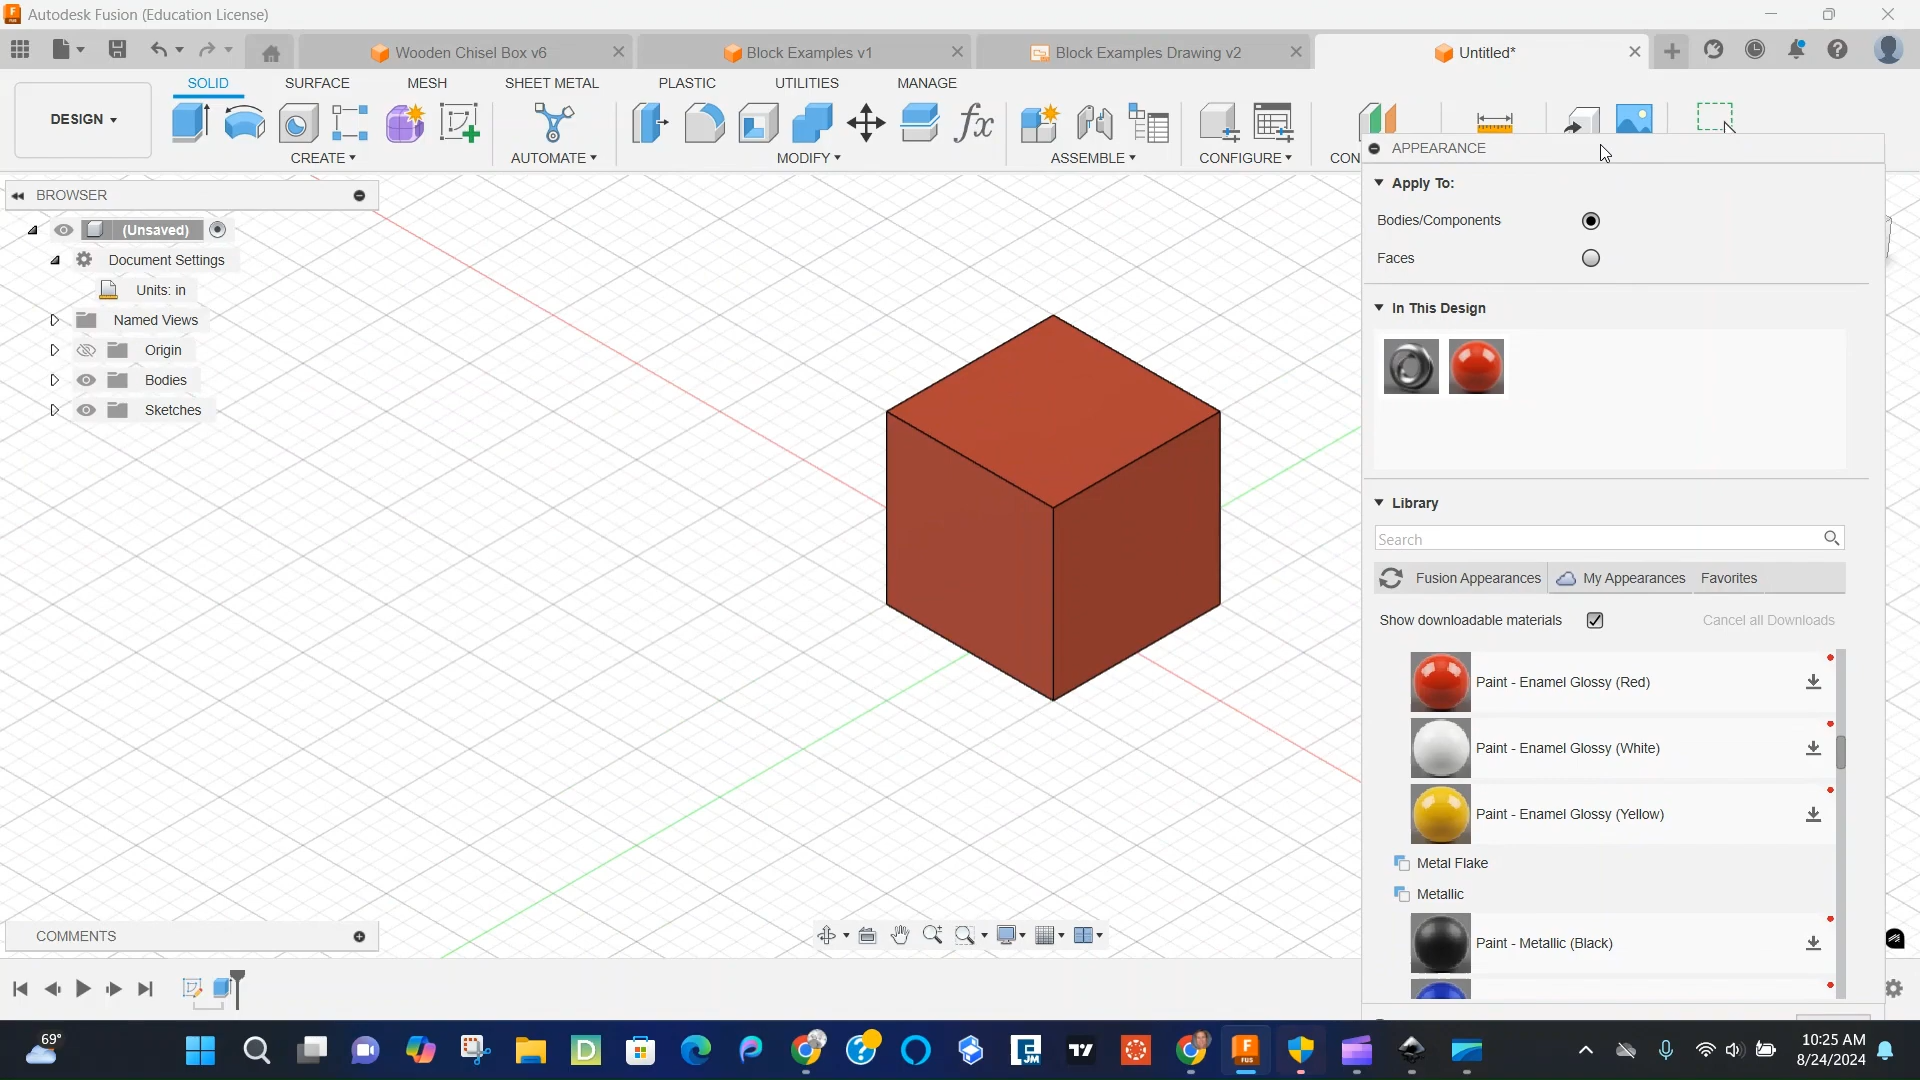 Autodesk Fusion (Education License)
Wooden Chisel Box v6
Block Examples v1
Block Examples Drawing v2
Untitled*
SOLID SURFACE MESH SHEET METAL PLASTIC UTILITIES MANAGE
DESIGN
CREATE AUTOMATE MODIFY ASSEMBLE CONFIGURE CON
fx
BROWSER
(Unsaved)
Document Settings
Units: in
Named Views
Origin
Bodies
Sketches
APPEARANCE
Apply To:
Bodies/Components
Faces
In This Design
Library
Search
Fusion Appearances My Appearances Favorites
Show downloadable materials Cancel all Downloads
Paint - Enamel Glossy (Red)
Paint - Enamel Glossy (White)
Paint - Enamel Glossy (Yellow)
Metal Flake
Metallic
Paint - Metallic (Black)
COMMENTS
69°
10:25 AM
8/24/2024